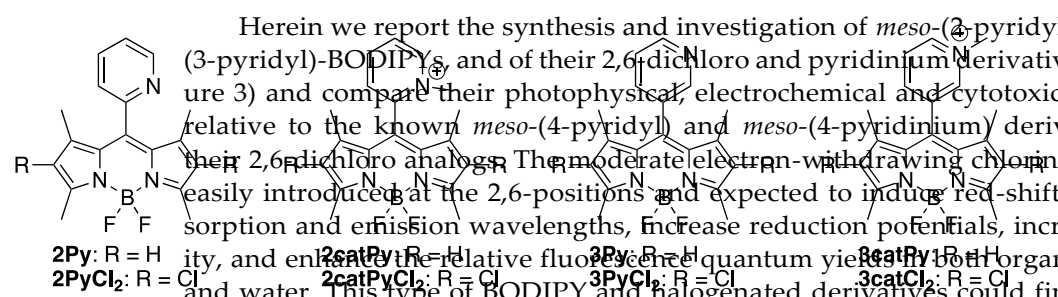 Herein we report the synthesis and investigation of meso-(2-pyridyl
(3-pyridyl)-BODIPYs, and of their 2,6-dichloro and pyridinium derivativ
ure 3) and compare their photophysical, electrochemical and cytotoxic
relative to the known meso-(4-pyridyl) and meso-(4-pyridinium) deriv
their 2,6-dichloro analogs. The moderate electron-withdrawing chlorin
easily introduced at the 2,6-positions and expected to induce red-shift
sorption and emission wavelengths, increase reduction potentials, incr
ity, and enhance the relative fluorescence quantum yields in both organ
and water. This type of BODIPY and halogenated derivatives could fin
N
N
R
N
B
N
R
F
F
2Py: R = H
2PyCl₂: R = Cl
N
⊕
R
N
B
N
R
F
F
2catPy: R = H
2catPyCl₂: R = Cl
N
R
N
B
N
R
F
F
3Py: R = H
3PyCl₂: R = Cl
⊕
N
R
N
B
N
R
F
F
3catPy: R = H
3catCl₂: R = Cl